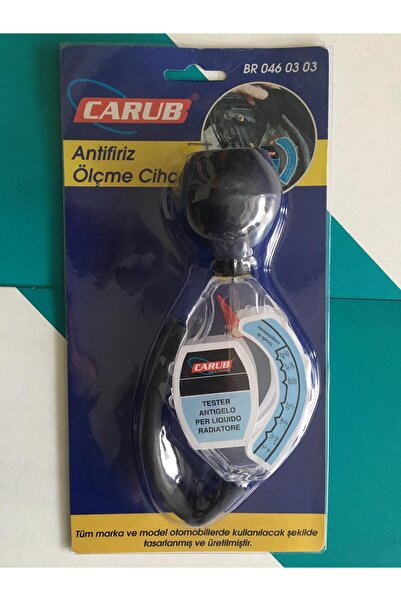 BR 046 03 03
CARUB®
Antifiriz
Ölçme Ciha
CARUB
TESTER
ANTIGELO
PER LIQUIDO
RADIATORE
Tüm marka ve model otomobillerde kullanılacak şekilde
tasarlanmış ve üretilmiştir.